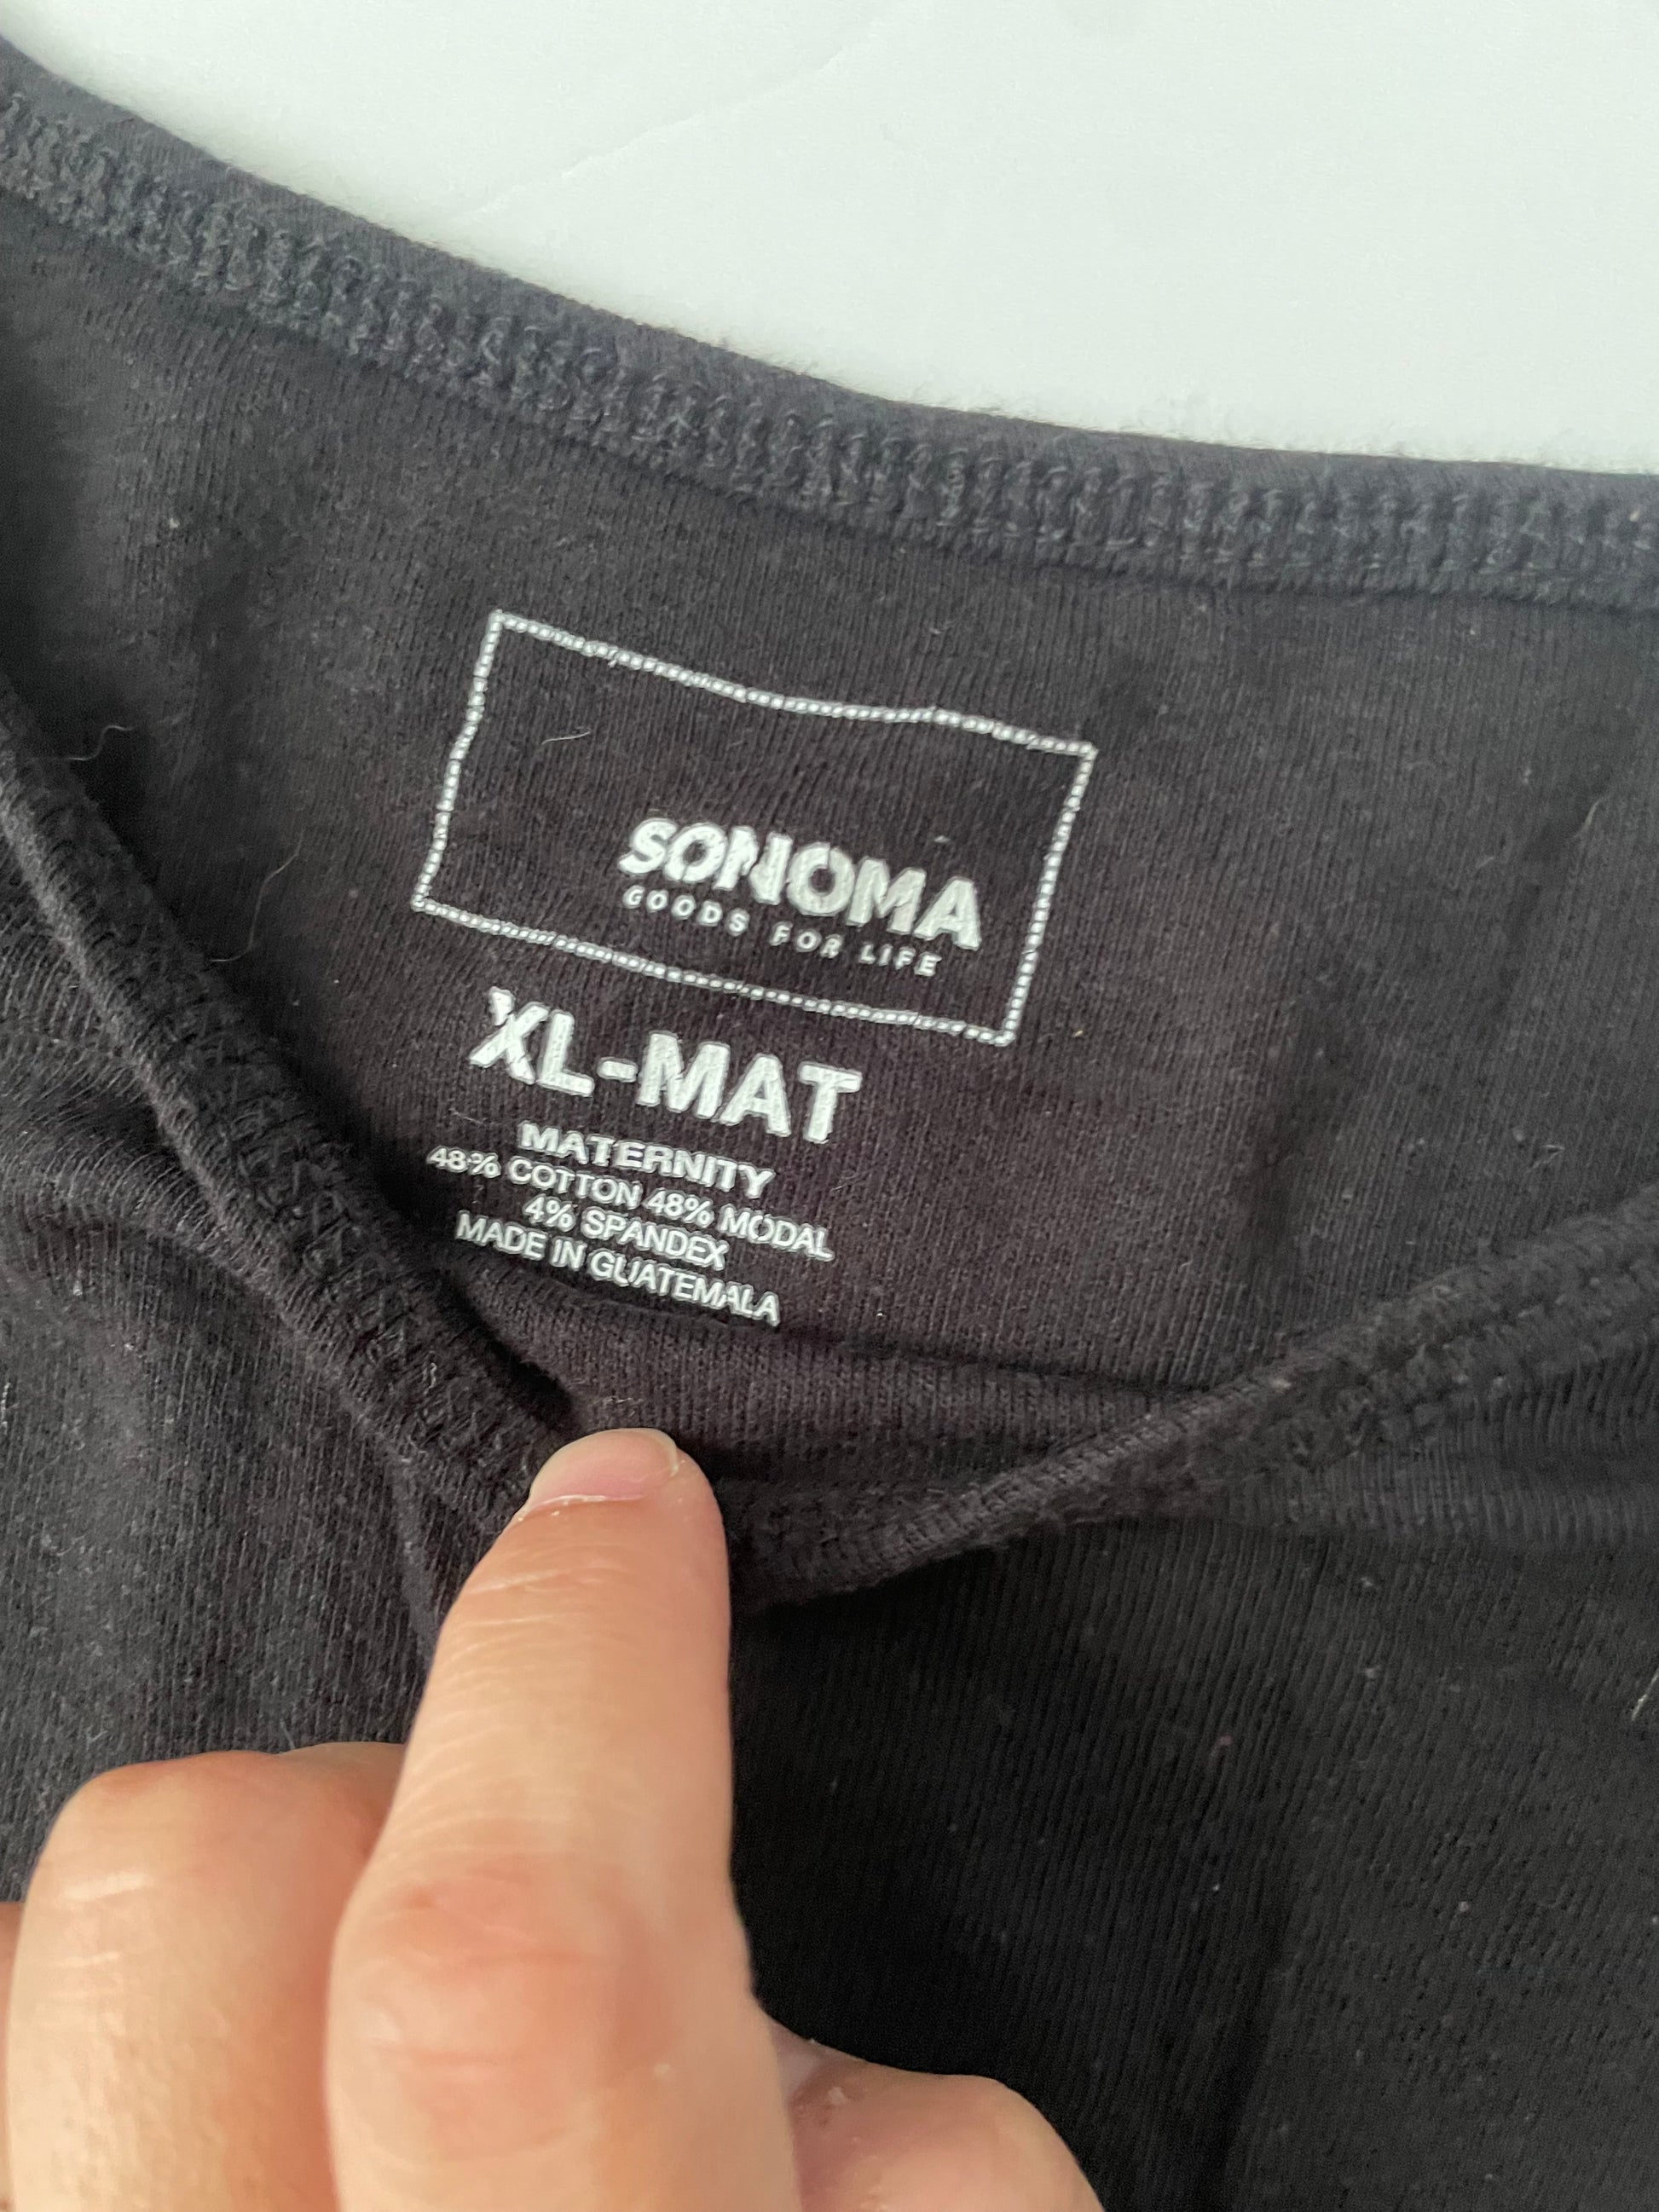 SONOMA
GOODS FOR LIFE
XL-MAT
MATERNITY
48% COTTON 48% MODAL
4% SPANDEX
MADE IN GUATEMALA